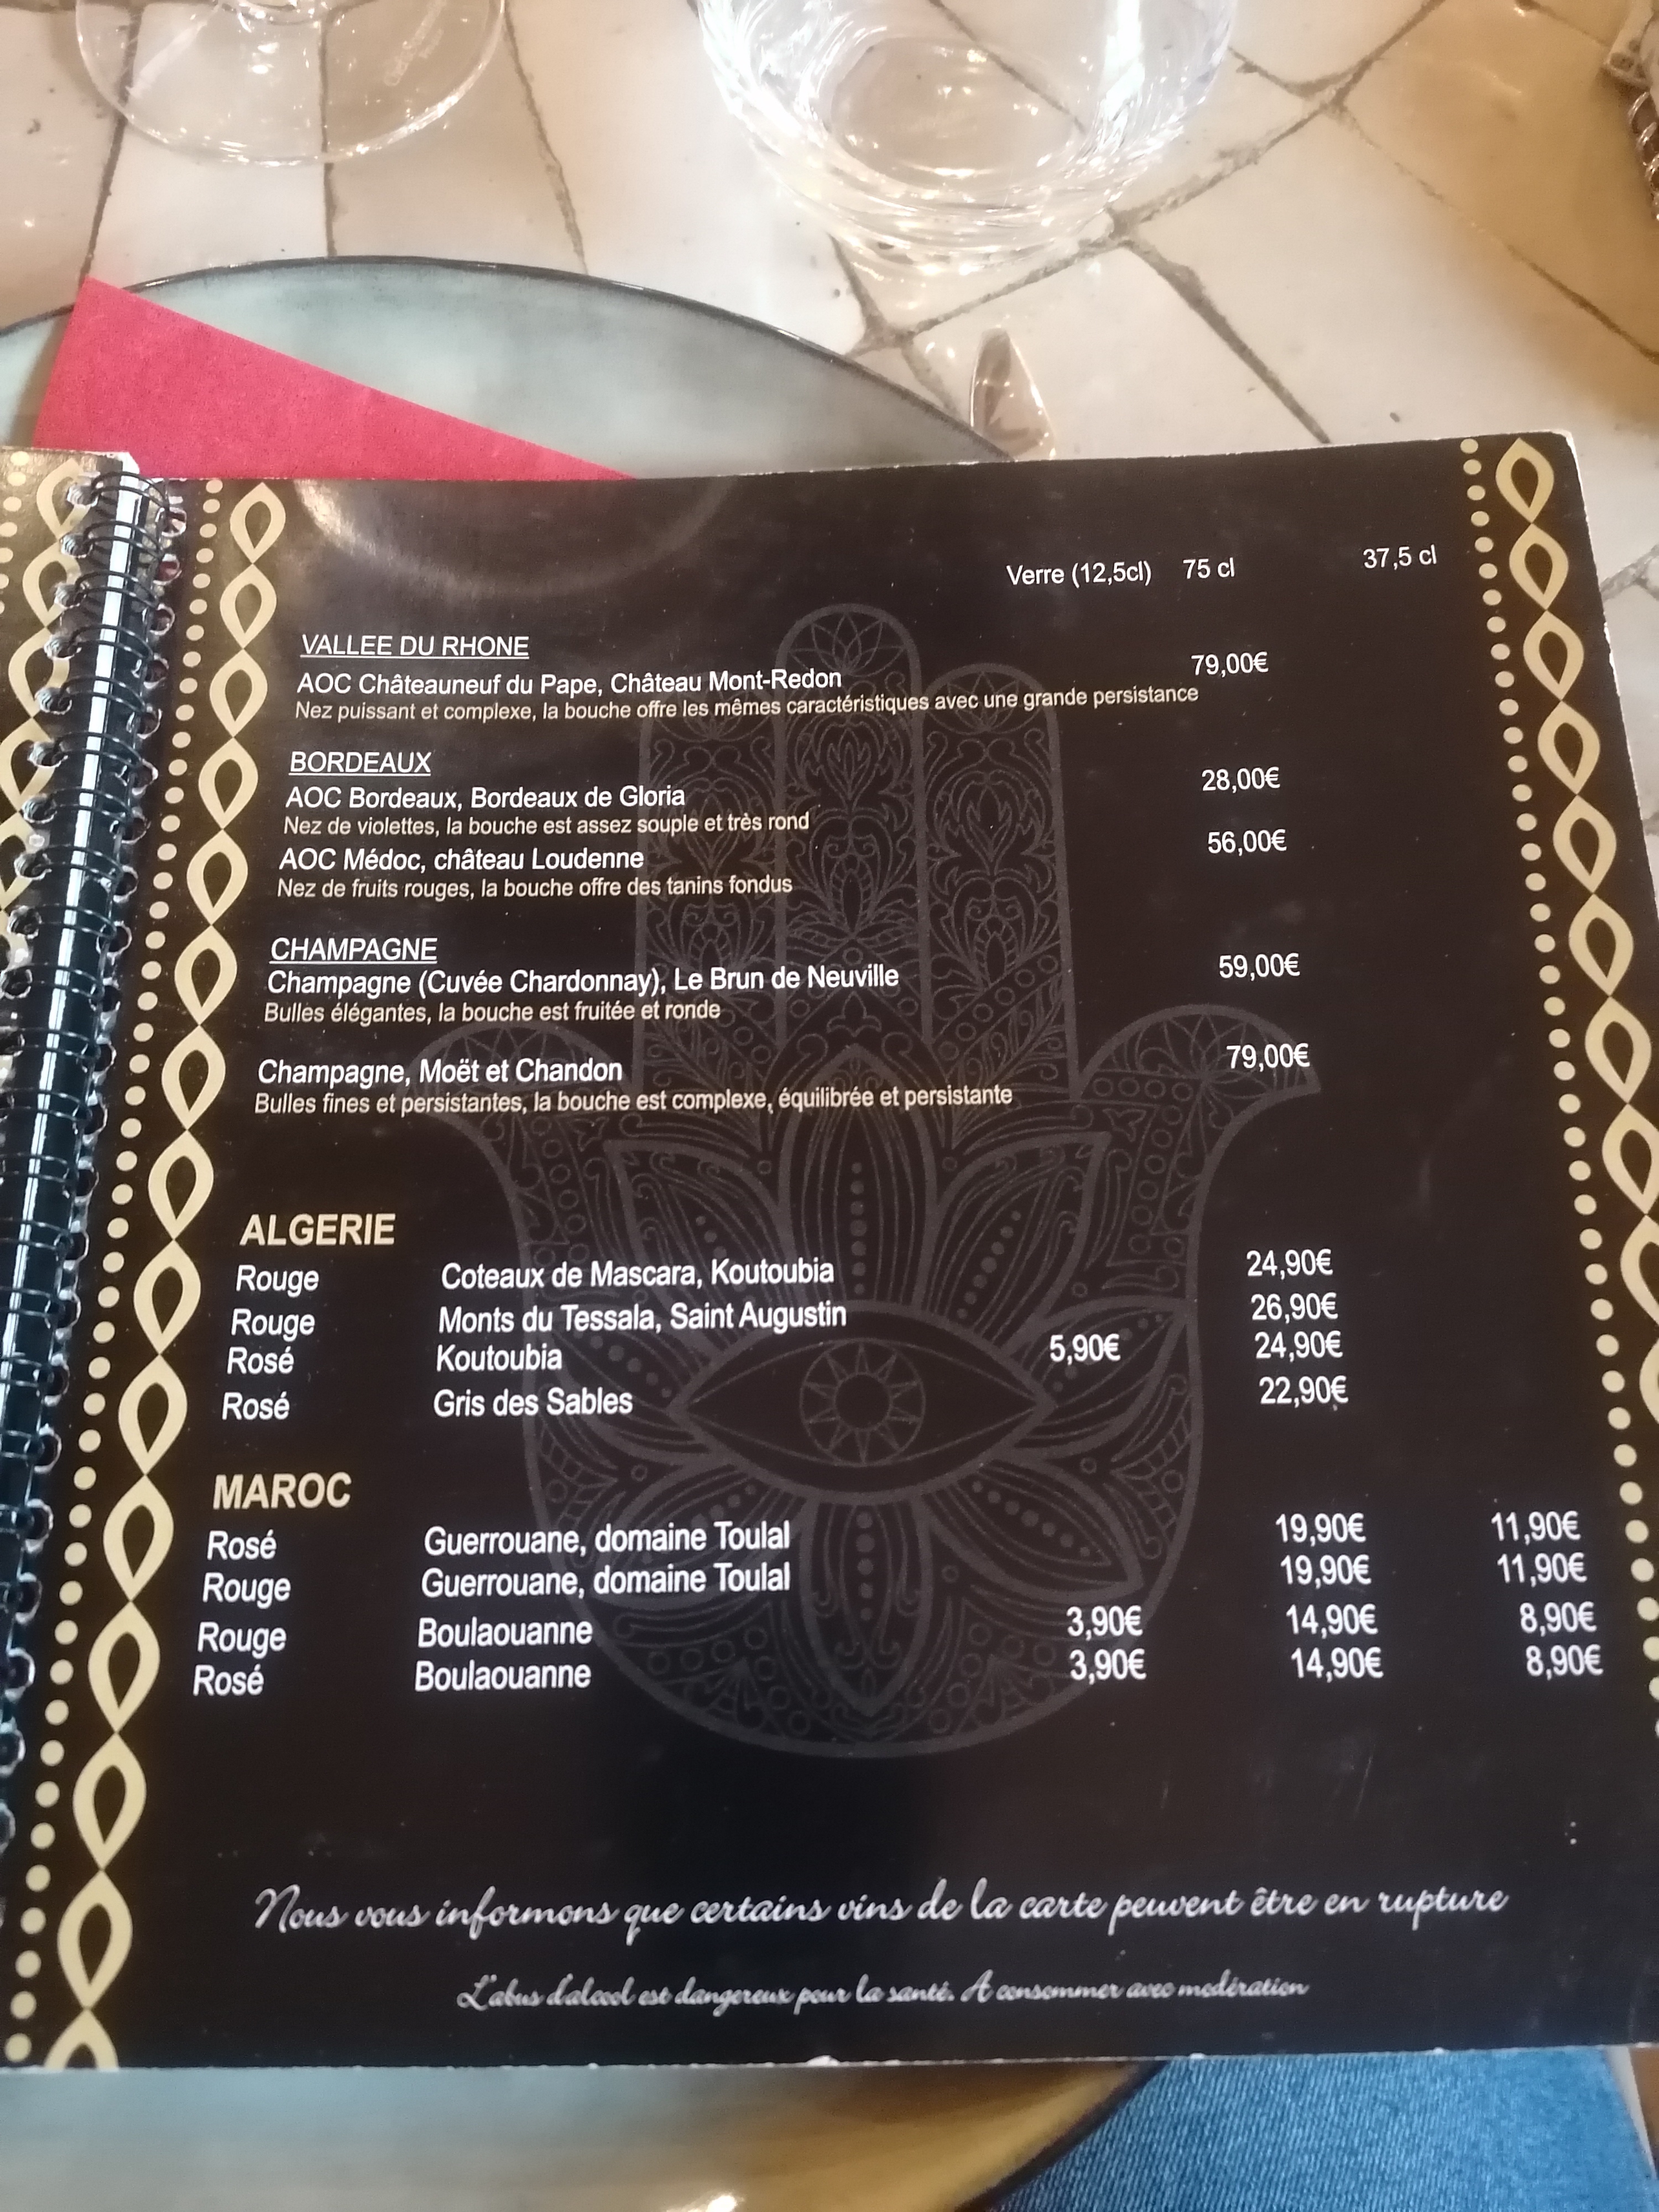 Verre (12,5cl) 75 cl 37,5 cl
VALLEE DU RHONE
AOC Châteauneuf du Pape, Château Mont-Redon 79,00€
Nez puissant et complexe, la bouche offre les mêmes caractéristiques avec une grande persistance
BORDEAUX
AOC Bordeaux, Bordeaux de Gloria 28,00€
Nez de violettes, la bouche est assez souple et très rond
AOC Médoc, château Loudenne 56,00€
Nez de fruits rouges, la bouche offre des tanins fondus
CHAMPAGNE
Champagne (Cuvée Chardonnay), Le Brun de Neuville 59,00€
Bulles élégantes, la bouche est fruitée et ronde
Champagne, Moët et Chandon 79,00€
Bulles fines et persistantes, la bouche est complexe, équilibrée et persistante
ALGERIE
Rouge Coteaux de Mascara, Koutoubia 24,90€
Rouge Monts du Tessala, Saint Augustin 26,90€
Rosé Koutoubia 5,90€ 24,90€
Rosé Gris des Sables 22,90€
MAROC
Rosé Guerrouane, domaine Toulal 19,90€ 11,90€
Rouge Guerrouane, domaine Toulal 19,90€ 11,90€
Rouge Boulaouanne 3,90€ 14,90€ 8,90€
Rosé Boulaouanne 3,90€ 14,90€ 8,90€
Nous vous informons que certains vins de la carte peuvent être en rupture
L'abus d'alcool est dangereux pour la santé. A consommer avec modération